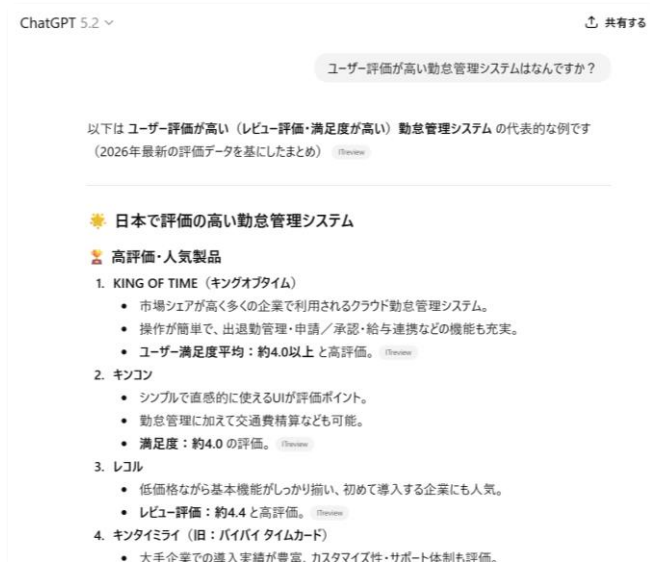 ChatGPT 5.2
共有する
ユーザー評価が高い勤怠管理システムはなんですか？
以下は ユーザー評価が高い（レビュー評価・満足度が高い）勤怠管理システム の代表的な例です
（2026年最新の評価データを基にしたまとめ） ITreview
日本で評価の高い勤怠管理システム
高評価・人気製品
1. KING OF TIME（キングオブタイム）
• 市場シェアが高く多くの企業で利用されるクラウド勤怠管理システム。
• 操作が簡単で、出退勤管理・申請／承認・給与連携などの機能も充実。
• ユーザー満足度平均：約4.0以上 と高評価。 ITreview
2. キンコン
• シンプルで直感的に使えるUIが評価ポイント。
• 勤怠管理に加えて交通費精算なども可能。
• 満足度：約4.0 の評価。 ITreview
3. レコル
• 低価格ながら基本機能がしっかり揃い、初めて導入する企業にも人気。
• レビュー評価：約4.4 と高評価。 ITreview
4. キンタイミライ（旧：バイバイ タイムカード）
• 大手企業での導入実績が豊富、カスタマイズ性・サポート体制も評価。